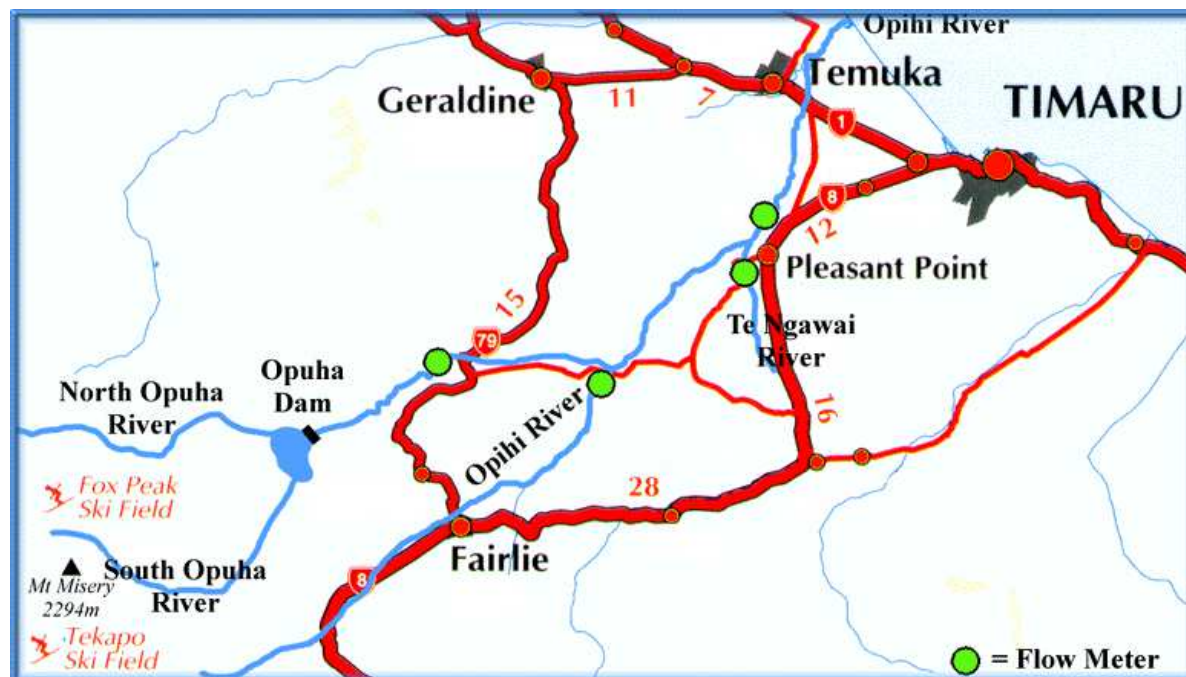 Opihi River
Temuka
Geraldine
11
7
TIMARU
1
8
12
Pleasant Point
15
79
Te Ngawai
River
Opuha
Dam
North Opuha
River
Opihi River
16
Fox Peak
Ski Field
28
Fairlie
8
South Opuha
River
Mt Misery
2294m
Tekapo
Ski Field
= Flow Meter